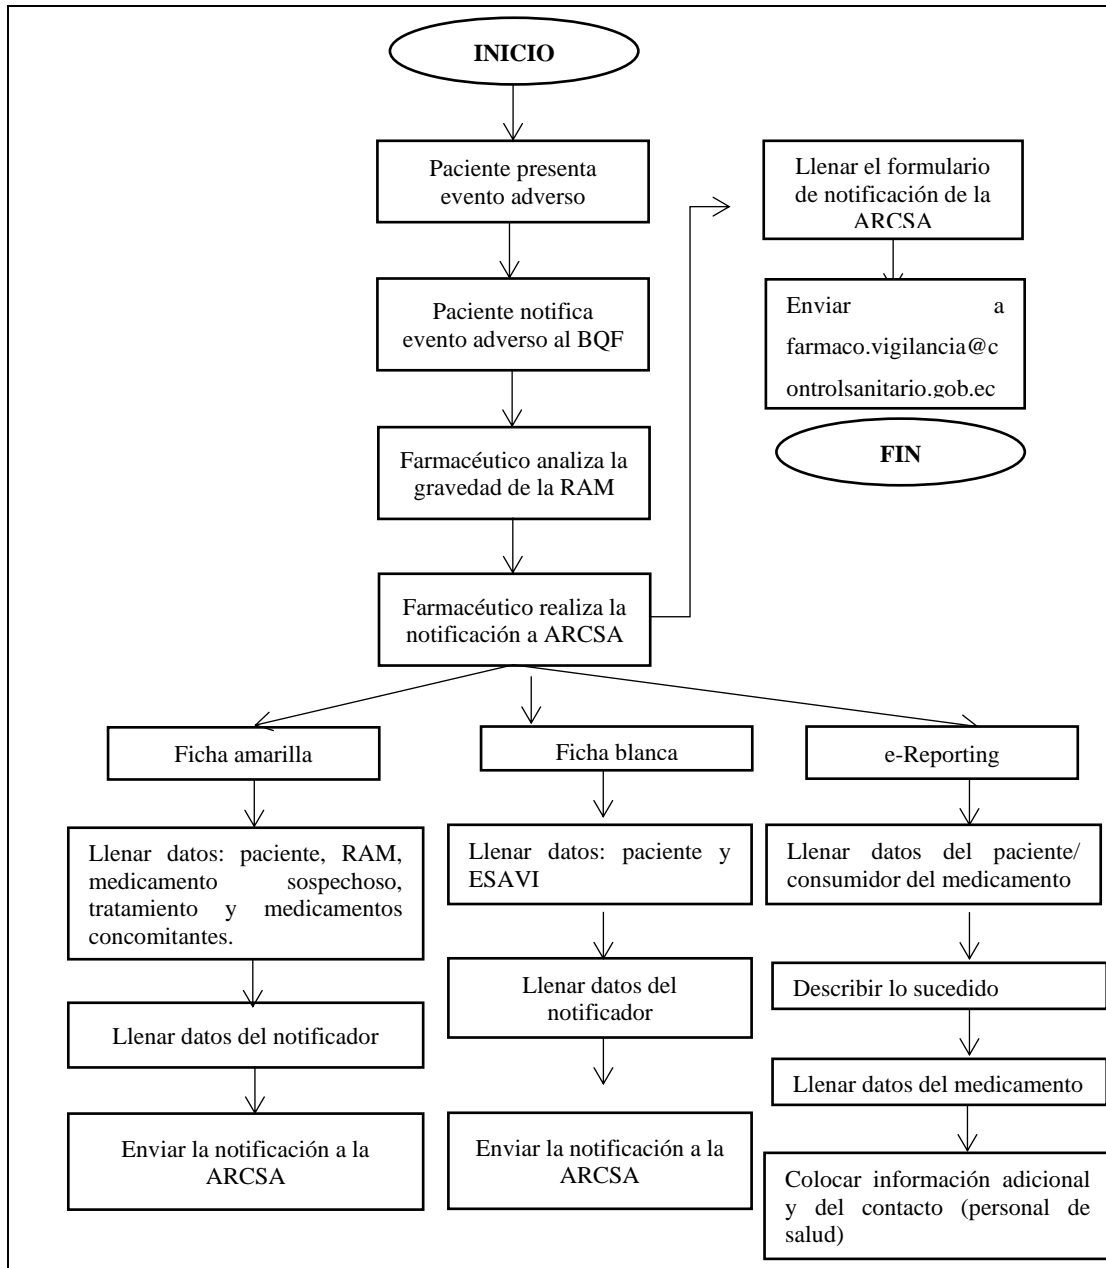 INICIO
Paciente presenta
evento adverso
Paciente notifica
evento adverso al BQF
Farmacéutico analiza la
gravedad de la RAM
Farmacéutico realiza la
notificación a ARCSA
Llenar el formulario
de notificación de la
ARCSA
Enviar a
farmaco.vigilancia@c
ontrolsanitario.gob.ec
FIN
Ficha amarilla
Llenar datos: paciente, RAM,
medicamento sospechoso,
tratamiento y medicamentos
concomitantes.
Llenar datos del notificador
Enviar la notificación a la
ARCSA
Ficha blanca
Llenar datos: paciente y
ESAVI
Llenar datos del
notificador
Enviar la notificación a la
ARCSA
e-Reporting
Llenar datos del paciente/
consumidor del medicamento
Describir lo sucedido
Llenar datos del medicamento
Colocar información adicional
y del contacto (personal de
salud)